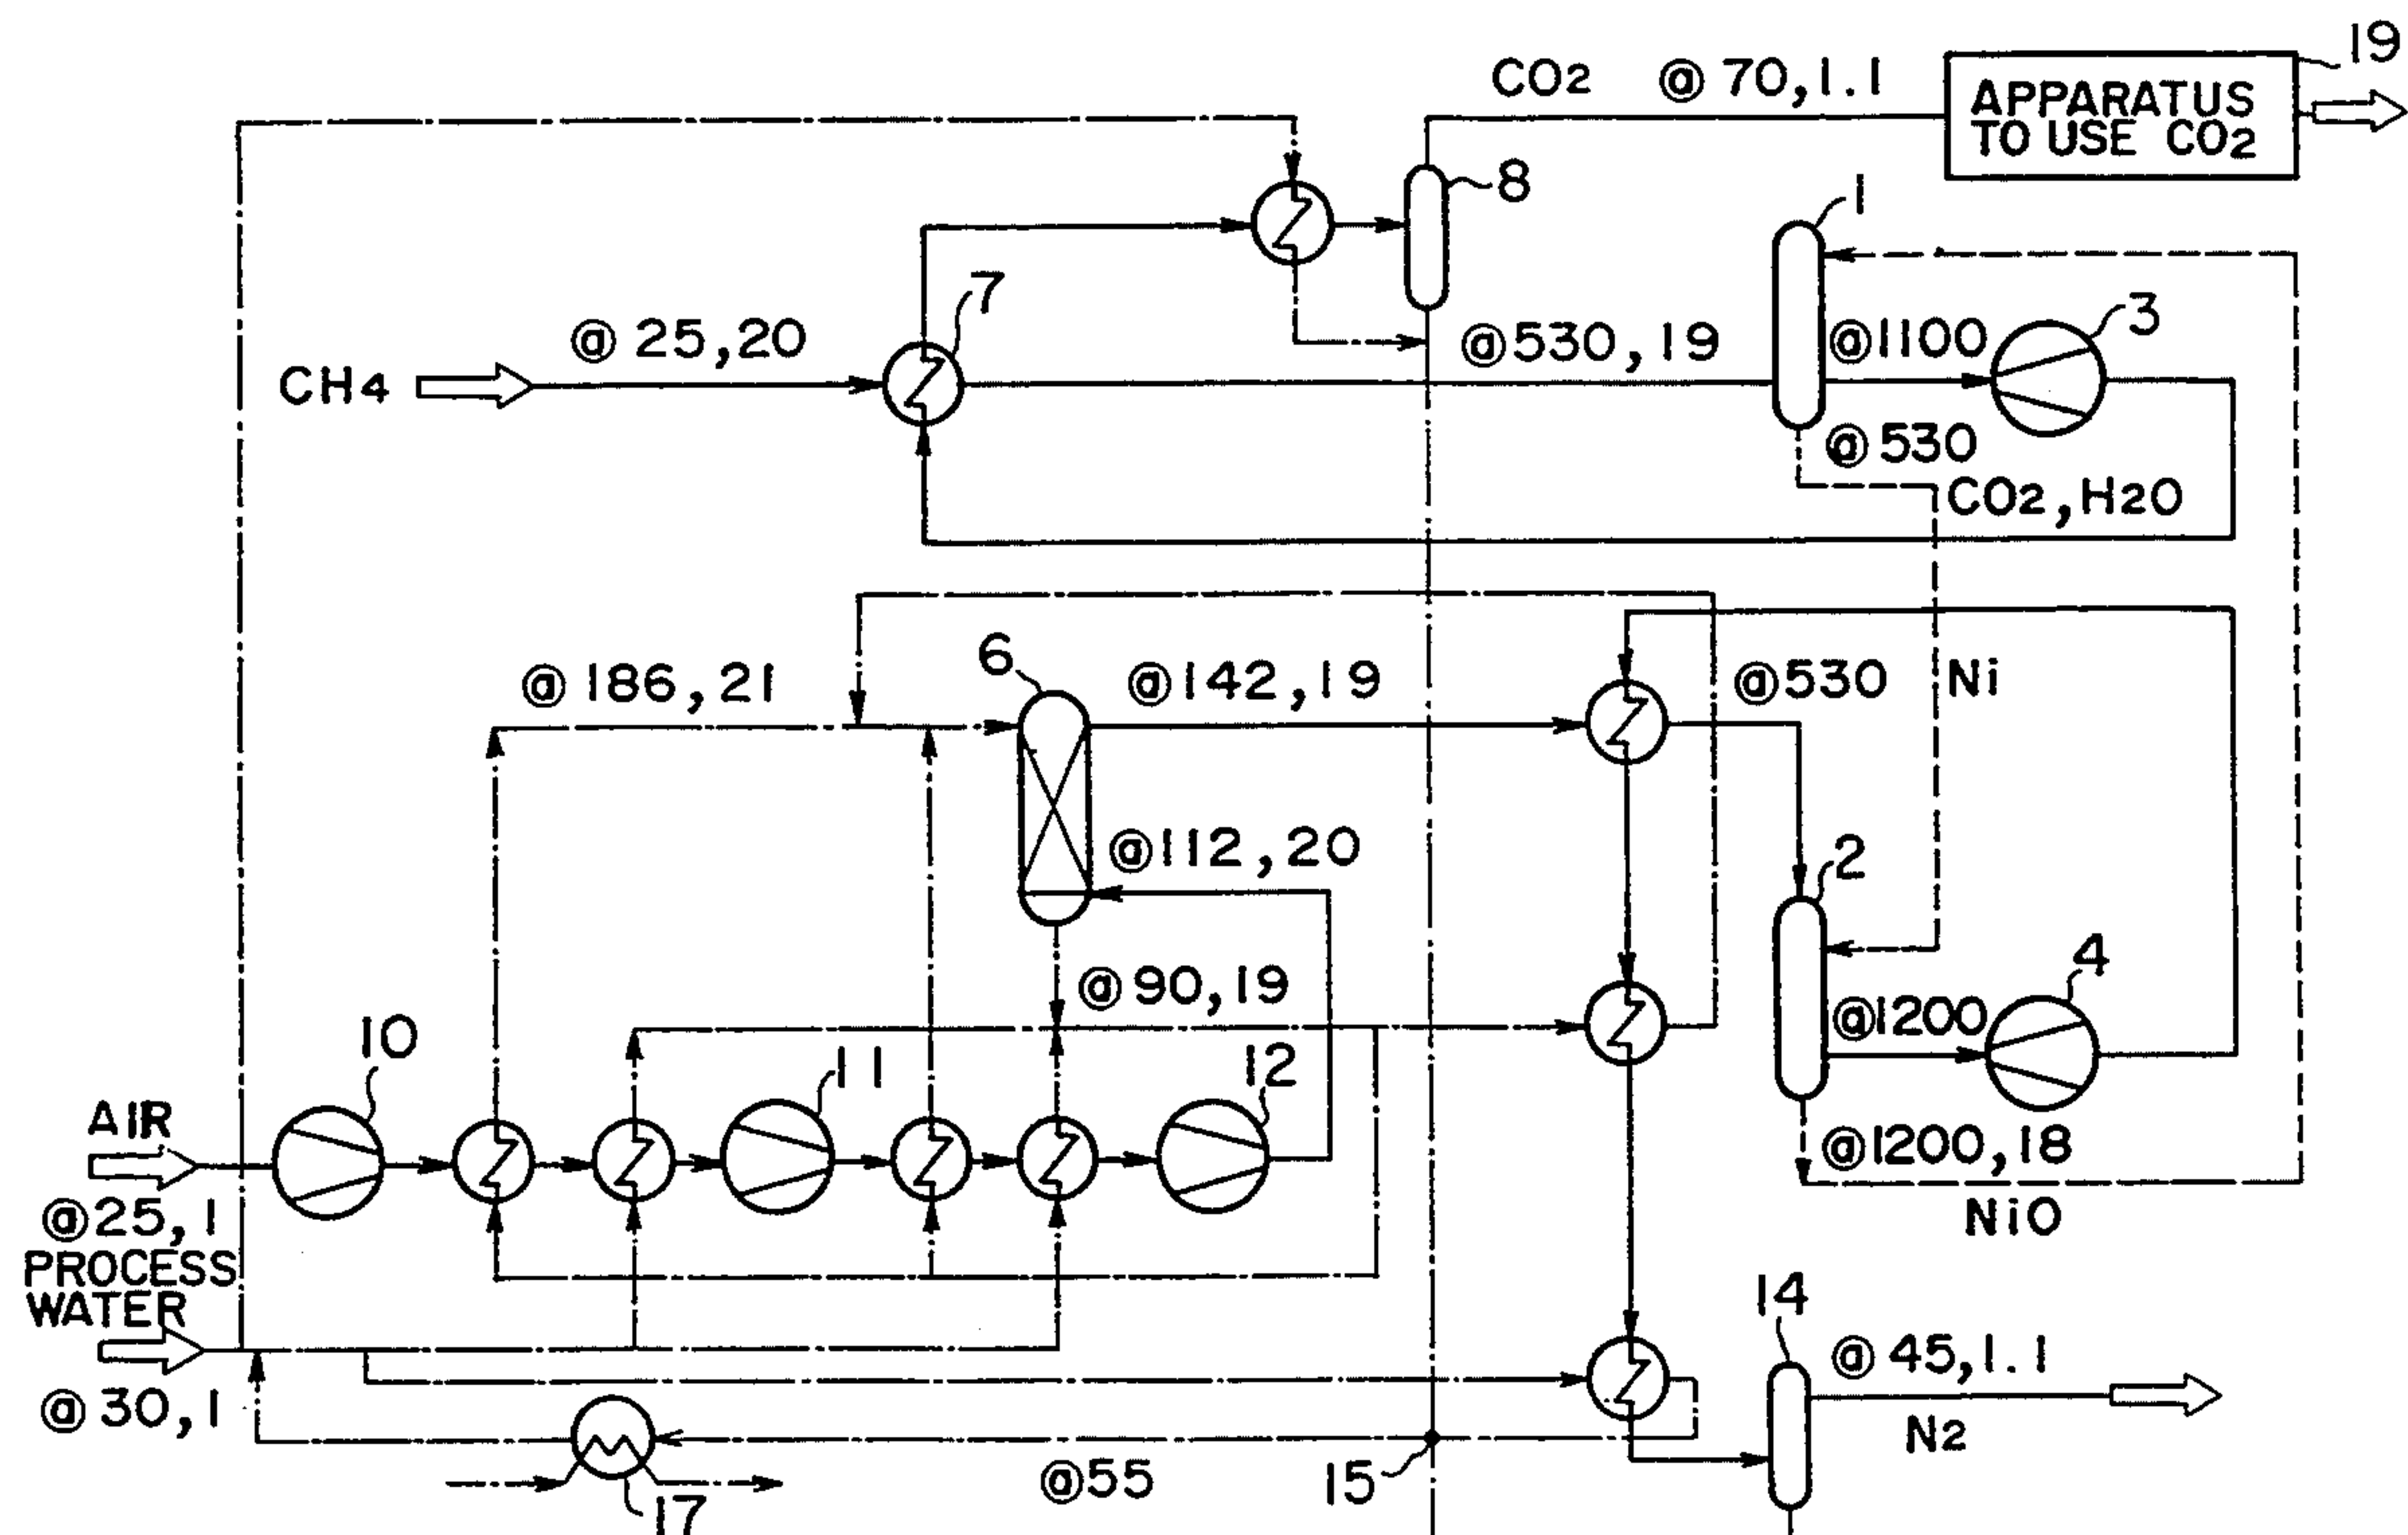 19
CO2 @ 70,1.1
APPARATUS
TO USE CO2
8
1
7
3
@ 25,20
@530,19
@1100
CH4
@530
CO2,H2O
6
@ 186,21
@142,19
@530
Ni
@112,20
2
@90,19
4
10
@1200
11
12
AIR
@1200,18
@25,1
NiO
PROCESS
WATER
14
@ 45,1.1
@ 30,1
N2
15
@55
17